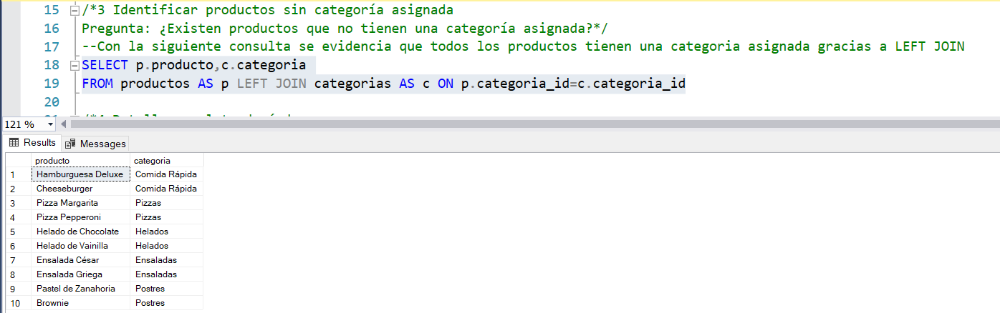 15 /*3 Identificar productos sin categoría asignada
16 Pregunta: ¿Existen productos que no tienen una categoría asignada?*/
17 --Con la siguiente consulta se evidencia que todos los productos tienen una categoria asignada gracias a LEFT JOIN
18 SELECT p.producto,c.categoria
19 FROM productos AS p LEFT JOIN categorias AS c ON p.categoria_id=c.categoria_id
20
121 %
Results Messages
producto categoria
1 Hamburguesa Deluxe Comida Rápida
2 Cheeseburger Comida Rápida
3 Pizza Margarita Pizzas
4 Pizza Pepperoni Pizzas
5 Helado de Chocolate Helados
6 Helado de Vainilla Helados
7 Ensalada César Ensaladas
8 Ensalada Griega Ensaladas
9 Pastel de Zanahoria Postres
10 Brownie Postres